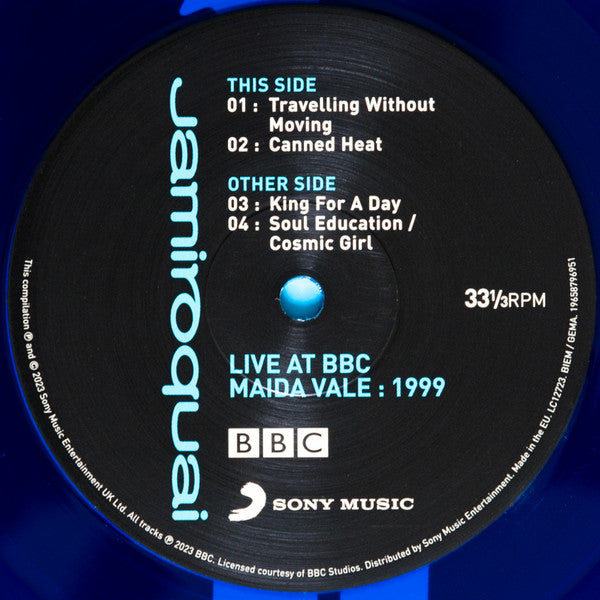 Jamiroquai
THIS SIDE
01 : Travelling Without
Moving
02 : Canned Heat
OTHER SIDE
03 : King For A Day
04 : Soul Education /
Cosmic Girl
33⅓RPM
LIVE AT BBC
MAIDA VALE : 1999
BBC
SONY MUSIC
This compilation ℗ and © 2023 Sony Music Entertainment UK Ltd. All tracks ℗ 2023 BBC. Licensed courtesy of BBC Studios. Distributed by Sony Music Entertainment. Made in the EU. LC12723. BIEM / GEMA. 19658796951